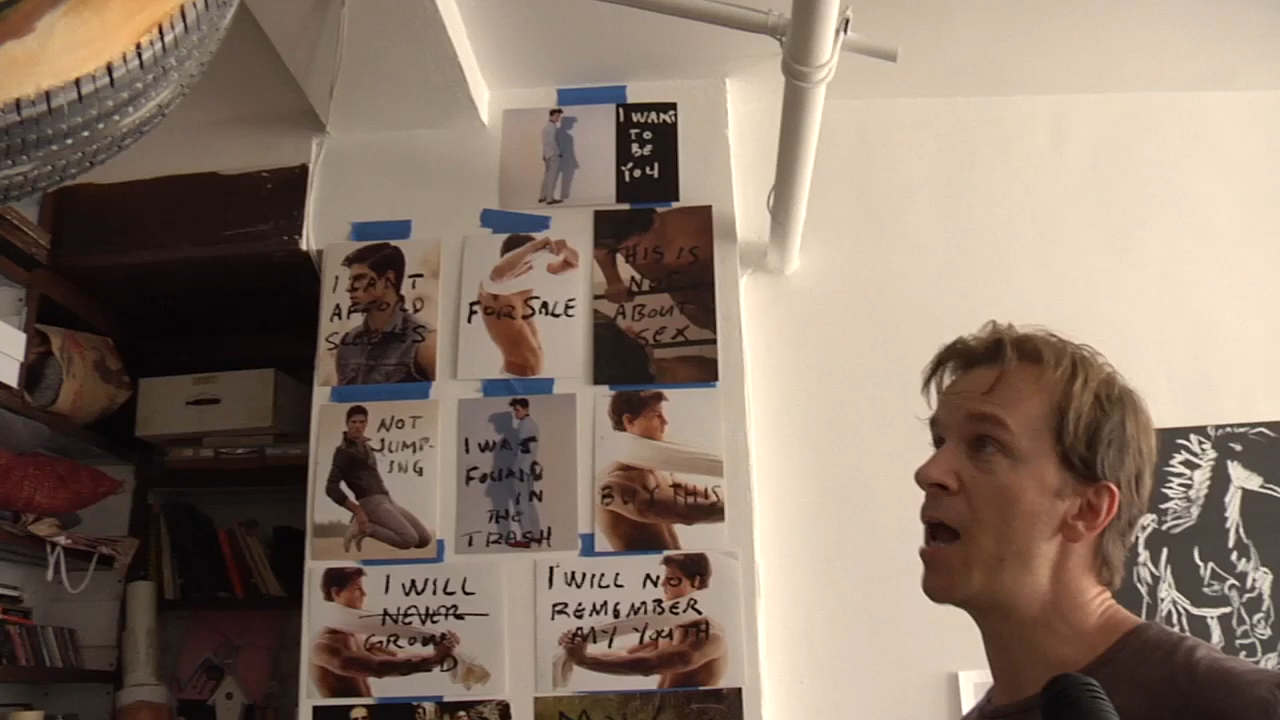 I WANT
TO
BE
YOU
I CAN'T
AFFORD
SLEEVES
FOR SALE
THIS IS
NOT
ABOUT
SEX
NOT
JUMP-
ING
I WAS
FOUND
IN
THE
TRASH
BUY THIS
I WILL
NEVER
GROW
OLD
I WILL NOT
REMEMBER
MY YOUTH